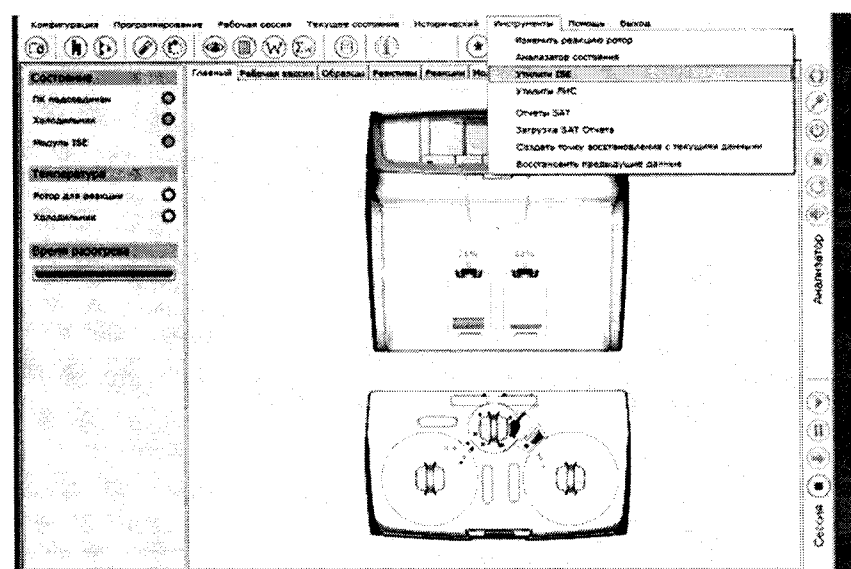 Конфигурация Программирование Рабочая сессия Текущее состояние Исторический Инструменты Помощь Выход
Изменить реакцию ротор
Анализатор состояния
Утилиты ISE
Утилиты ЛИС
Отчеты SAT
Загрузка SAT Отчета
Создать точку восстановления с текущими данными
Восстановить предыдущие данные
Главный Рабочая сессия Образцы Реактивы Реакции
Состояние
ПК подсоединен
Холодильник
Модуль ISE
Температура
Ротор для реакции
Холодильник
Время разогрева
Анализатор
Сессия